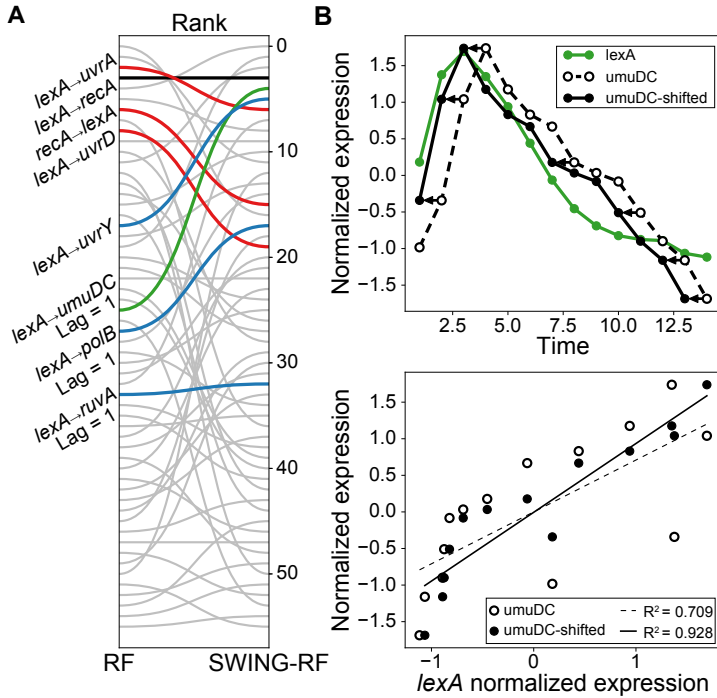 A
Rank
lexA→uvrA
lexA→recA
recA→lexA
lexA→uvrD
lexA→uvrY
lexA→umuDC
Lag = 1
lexA→polB
Lag = 1
lexA→ruvA
Lag = 1
0
10
20
30
40
50
RF
SWING-RF
B
Normalized expression
1.5
1.0
0.5
0.0
−0.5
−1.0
−1.5
lexA
umuDC
umuDC-shifted
2.5
5.0
7.5
10.0
12.5
Time
Normalized expression
1.5
1.0
0.5
0.0
−0.5
−1.0
−1.5
umuDC
R² = 0.709
umuDC-shifted
R² = 0.928
−1
0
1
lexA normalized expression